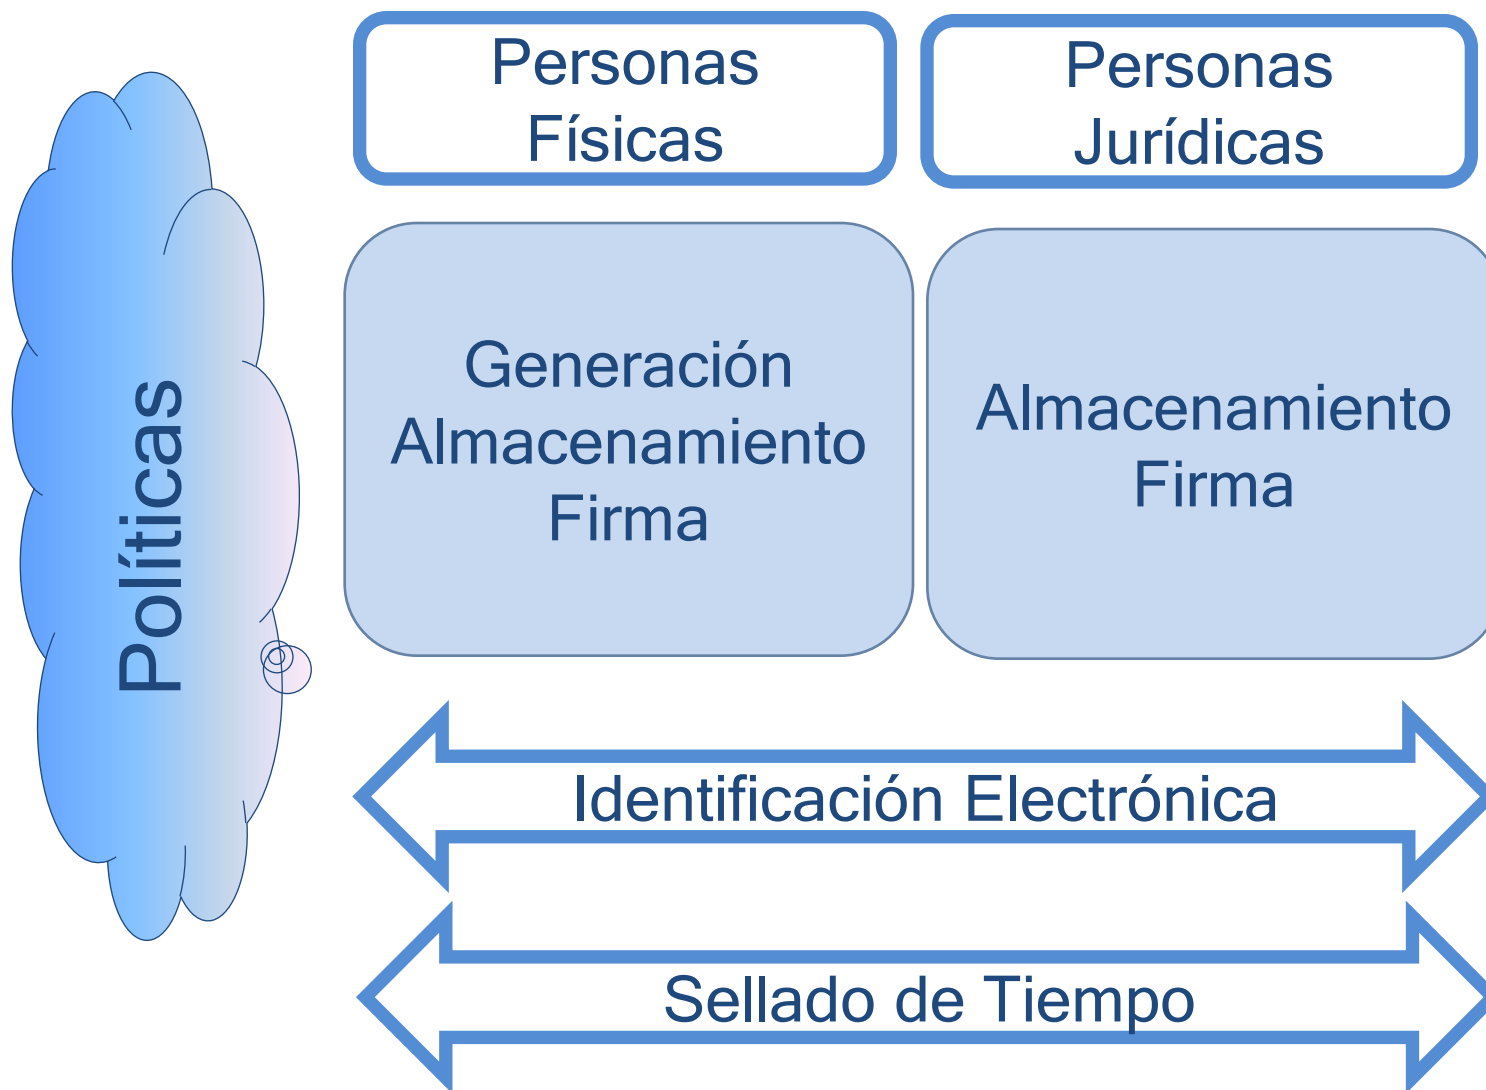 Políticas
Personas
Físicas
Personas
Jurídicas
Generación
Almacenamiento
Firma
Almacenamiento
Firma
Identificación Electrónica
Sellado de Tiempo